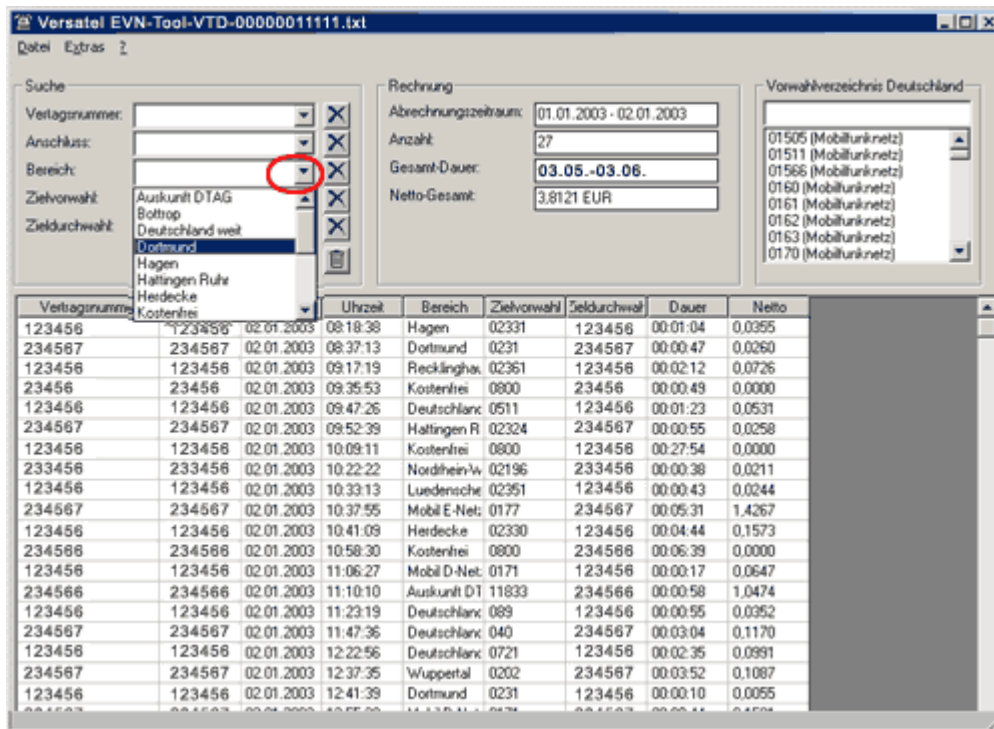 Versatel EVN-Tool-VTD-00000011111.txt
Datei Extras ?
Suche
Vertagsnummer:
Anschluss:
Bereich:
Zielvorwahl:
Zieldurchwahl:
Auskunft DTAG
Bottrop
Deutschland weit
Dortmund
Hagen
Hattingen Ruhr
Herdecke
Kostenfrei
Rechnung
Abrechnungszeitraum: 01.01.2003 - 02.01.2003
Anzahl: 27
Gesamt-Dauer: 03.05.-03.06.
Netto-Gesamt: 3,8121 EUR
Vorwahlverzeichnis Deutschland
01505 (Mobilfunknetz)
01511 (Mobilfunknetz)
01566 (Mobilfunknetz)
0160 (Mobilfunknetz)
0161 (Mobilfunknetz)
0162 (Mobilfunknetz)
0163 (Mobilfunknetz)
0170 (Mobilfunknetz)
Vertragsnumme Uhrzeit Bereich Zielvorwahl Zieldurchwahl Dauer Netto
123456 123456 02.01.2003 08:18:38 Hagen 02331 123456 00:01:04 0,0355
234567 234567 02.01.2003 08:37:13 Dortmund 0231 234567 00:00:47 0,0260
123456 123456 02.01.2003 09:17:19 Recklinghau 02361 123456 00:02:12 0,0726
23456 23456 02.01.2003 09:35:53 Kostenfrei 0800 23456 00:00:49 0,0000
123456 123456 02.01.2003 09:47:26 Deutschland 0511 123456 00:01:23 0,0531
234567 234567 02.01.2003 09:52:39 Hattingen R 02324 234567 00:00:55 0,0258
123456 123456 02.01.2003 10:09:11 Kostenfrei 0800 123456 00:27:54 0,0000
233456 233456 02.01.2003 10:22:22 Nordrhein-W 02196 233456 00:00:38 0,0211
123456 123456 02.01.2003 10:33:13 Luedensche 02351 123456 00:00:43 0,0244
234567 234567 02.01.2003 10:37:55 Mobil E-Netz 0177 234567 00:05:31 1,4267
123456 123456 02.01.2003 10:41:09 Herdecke 02330 123456 00:04:44 0,1573
234566 234566 02.01.2003 10:58:30 Kostenfrei 0800 234566 00:06:39 0,0000
123456 123456 02.01.2003 11:06:27 Mobil D-Net: 0171 123456 00:00:17 0,0647
234566 234566 02.01.2003 11:10:10 Auskunft DT 11833 234566 00:00:58 1,0474
123456 123456 02.01.2003 11:23:19 Deutschland 089 123456 00:00:55 0,0352
234567 234567 02.01.2003 11:47:36 Deutschland 040 234567 00:03:04 0,1170
123456 123456 02.01.2003 12:22:56 Deutschland 0721 123456 00:02:35 0,0991
234567 234567 02.01.2003 12:37:35 Wuppertal 0202 234567 00:03:52 0,1087
123456 123456 02.01.2003 12:41:39 Dortmund 0231 123456 00:00:10 0,0055